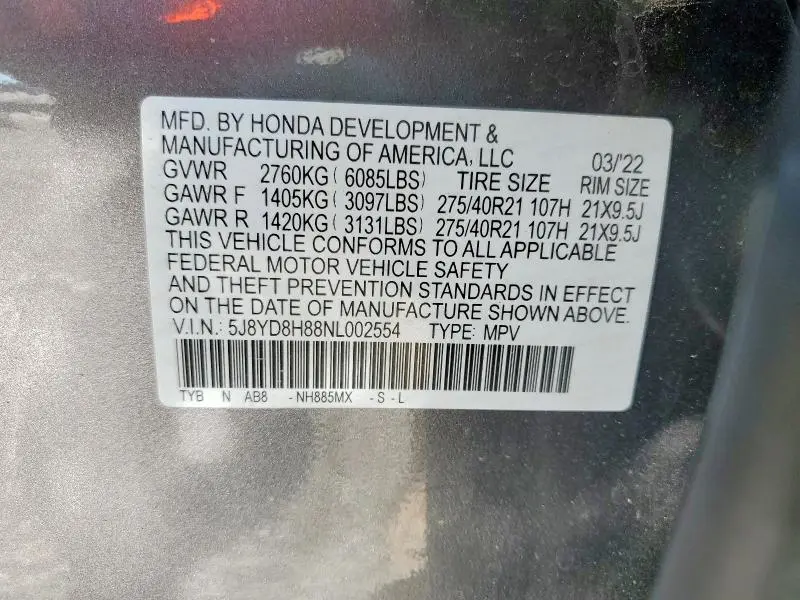 MFD. BY HONDA DEVELOPMENT &
MANUFACTURING OF AMERICA, LLC 03/'22
GVWR 2760KG ( 6085LBS) TIRE SIZE RIM SIZE
GAWR F 1405KG ( 3097LBS) 275/40R21 107H 21X9.5J
GAWR R 1420KG ( 3131LBS) 275/40R21 107H 21X9.5J
THIS VEHICLE CONFORMS TO ALL APPLICABLE
FEDERAL MOTOR VEHICLE SAFETY
AND THEFT PREVENTION STANDARDS IN EFFECT
ON THE DATE OF MANUFACTURE SHOWN ABOVE.
V.I.N.: 5J8YD8H88NL002554 TYPE: MPV
TYB N AB8 -NH885MX -S -L